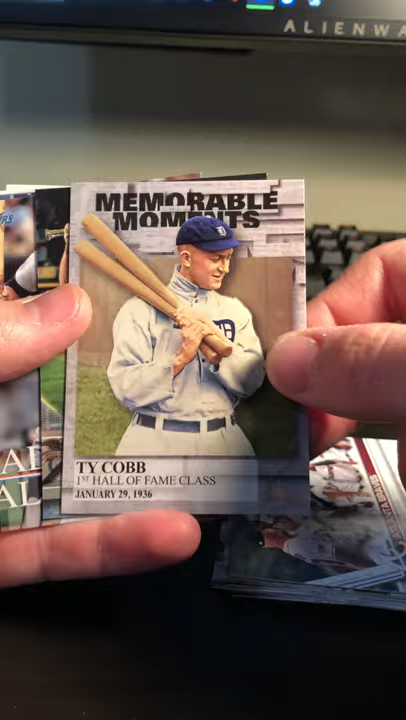 ALIENWA
MEMORABLE
MOMENTS
TY COBB
1ST HALL OF FAME CLASS
JANUARY 29, 1936